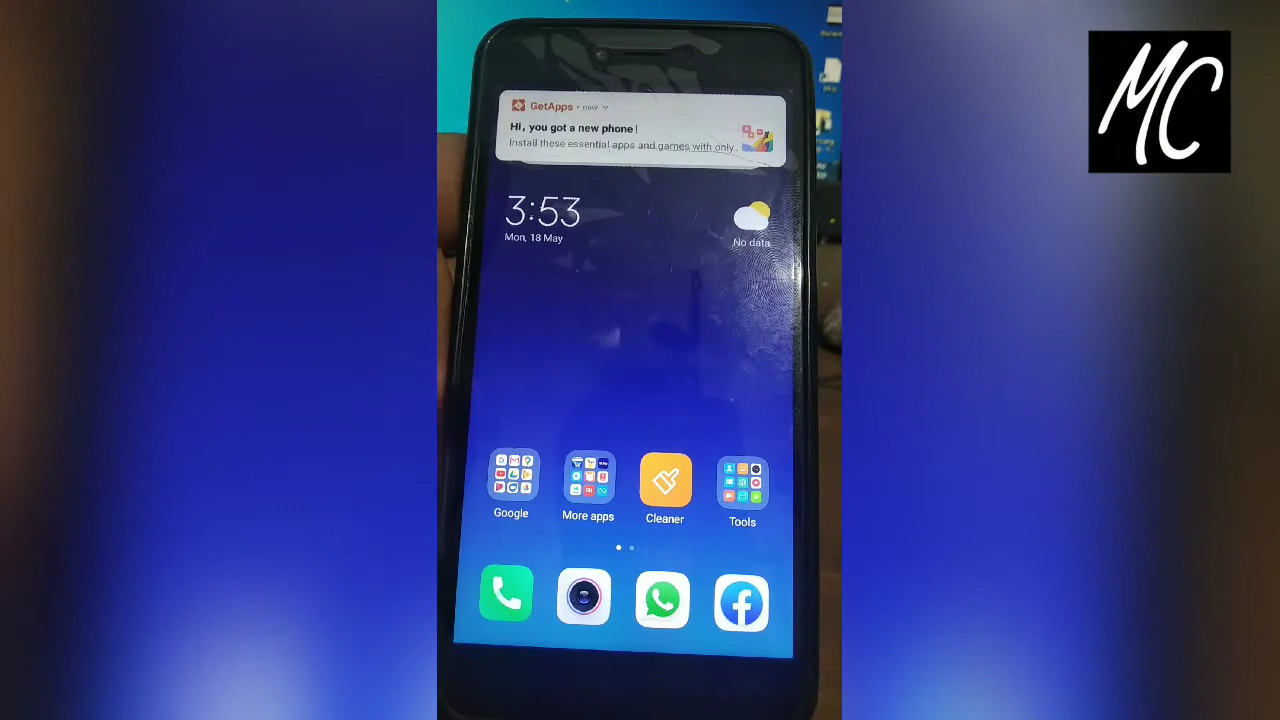 MC
GetApps • now
Hi, you got a new phone!
Install these essential apps and games with only..
3:53
Mon, 18 May
No data
Google
More apps
Cleaner
Tools